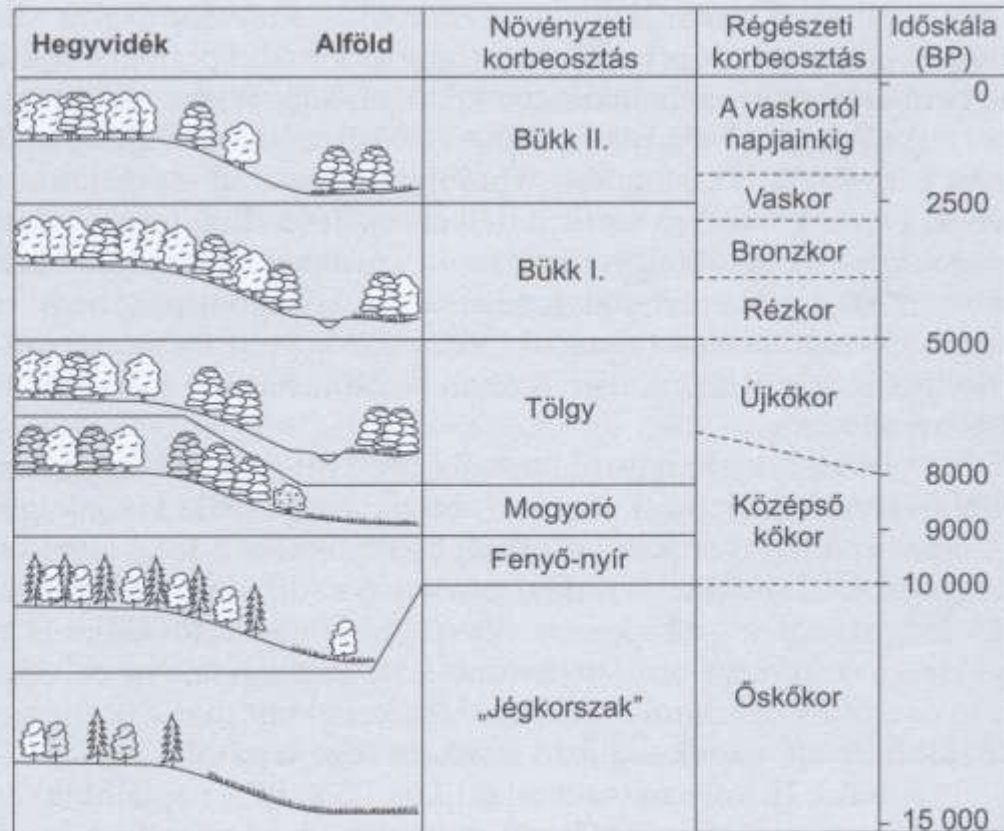 Hegyvidék Alföld
Növényzeti
korbeosztás
Régészeti
korbeosztás
Időskála
(BP)
Bükk II.
Bükk I.
Tölgy
Mogyoró
Fenyő-nyír
„Jégkorszak”
A vaskortól
napjainkig
Vaskor
Bronzkor
Rézkor
Újkőkor
Középső
kőkor
Őskőkor
0
2500
5000
8000
9000
10 000
15 000